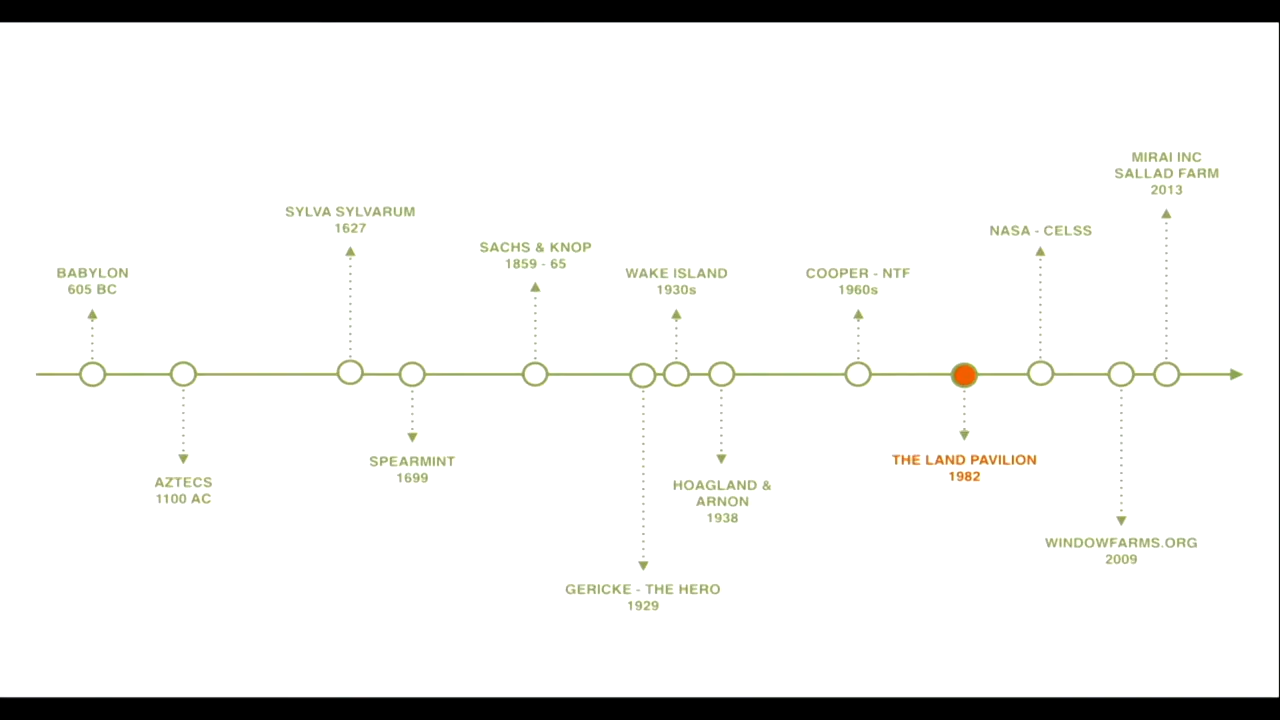 BABYLON
605 BC
AZTECS
1100 AC
SYLVA SYLVARUM
1627
SPEARMINT
1699
SACHS & KNOP
1859 - 65
GERICKE - THE HERO
1929
WAKE ISLAND
1930s
HOAGLAND &
ARNON
1938
COOPER - NTF
1960s
THE LAND PAVILION
1982
NASA - CELSS
WINDOWFARMS.ORG
2009
MIRAI INC
SALLAD FARM
2013